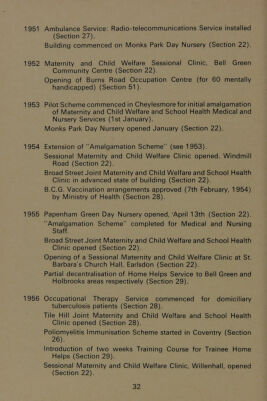 1951 Ambulance Service: Radio-telecommunications Service installed
(Section 27).
Building commenced on Monks Park Day Nursery (Section 22).
1952 Maternity and Child Welfare Sessional Clinic, Bell Green
Community Centre (Section 22).
Opening of Burns Road Occupation Centre (for 60 mentally
handicapped) (Section 51).
1953 Pilot Scheme commenced in Cheylesmore for initial amalgamation
of Maternity and Child Welfare and School Health Medical and
Nursery Services (1st January).
Monks Park Day Nursery opened January (Section 22).
1954 Extension of "Amalgamation Scheme" (see 1953).
Sessional Maternity and Child Welfare Clinic opened. Windmill
Road (Section 22).
Broad Street Joint Maternity and Child Welfare and School Health
Clinic in advanced state of building (Section 22).
B.C.G. Vaccination arrangements approved (7th February, 1954)
by Ministry of Health (Section 28).
1955 Papenham Green Day Nursery opened, April 13th (Section 22).
"Amalgamation Scheme" completed for Medical and Nursing
Staff.
Broad Street Joint Maternity and Child Welfare and School Health
Clinic opened (Section 22).
Opening of a Sessional Maternity and Child Welfare Clinic at St.
Barbara's Church Hall, Earlsdon (Section 22).
Partial decentralisation of Home Helps Service to Bell Green and
Holbrooks areas respectively (Section 29).
1956 Occupational Therapy Service commenced for domiciliary
tuberculosis patients (Section 28).
Tile Hill Joint Maternity and Child Welfare and School Health
Clinic opened (Section 28).
Poliomyelitis Immunisation Scheme started in Coventry (Section
26).
Introduction of two weeks Training Course for Trainee Home
Helps (Section 29).
Sessional Maternity and Child Welfare Clinic, Willenhall, opened
(Section 22).
32